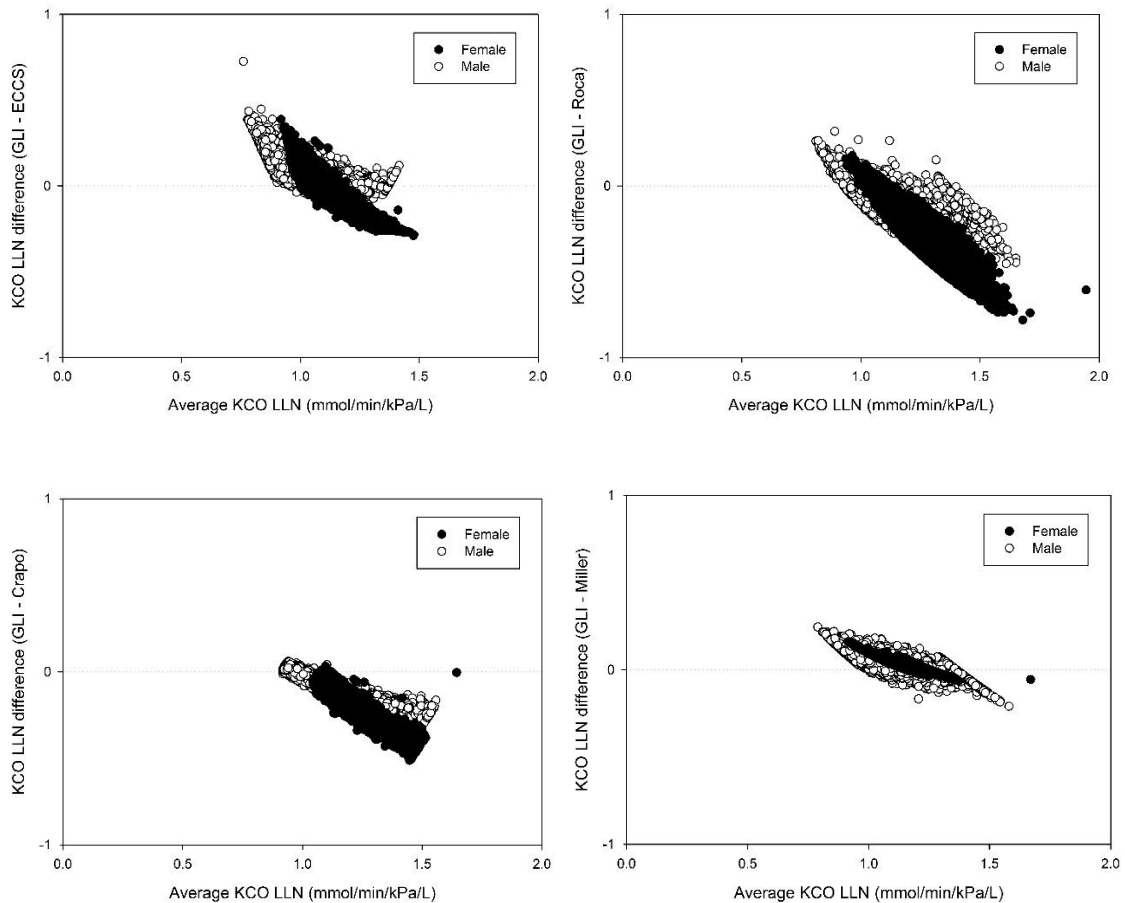 KCO LLN difference (GLI - ECCS)
1
0
-1
Female
Male
0.0 0.5 1.0 1.5 2.0
Average KCO LLN (mmol/min/kPa/L)
KCO LLN difference (GLI - Roca)
1
0
-1
Female
Male
0.0 0.5 1.0 1.5 2.0
Average KCO LLN (mmol/min/kPa/L)
KCO LLN difference (GLI - Crapo)
1
0
-1
Female
Male
0.0 0.5 1.0 1.5 2.0
Average KCO LLN (mmol/min/kPa/L)
KCO LLN difference (GLI - Miller)
1
0
-1
Female
Male
0.0 0.5 1.0 1.5 2.0
Average KCO LLN (mmol/min/kPa/L)